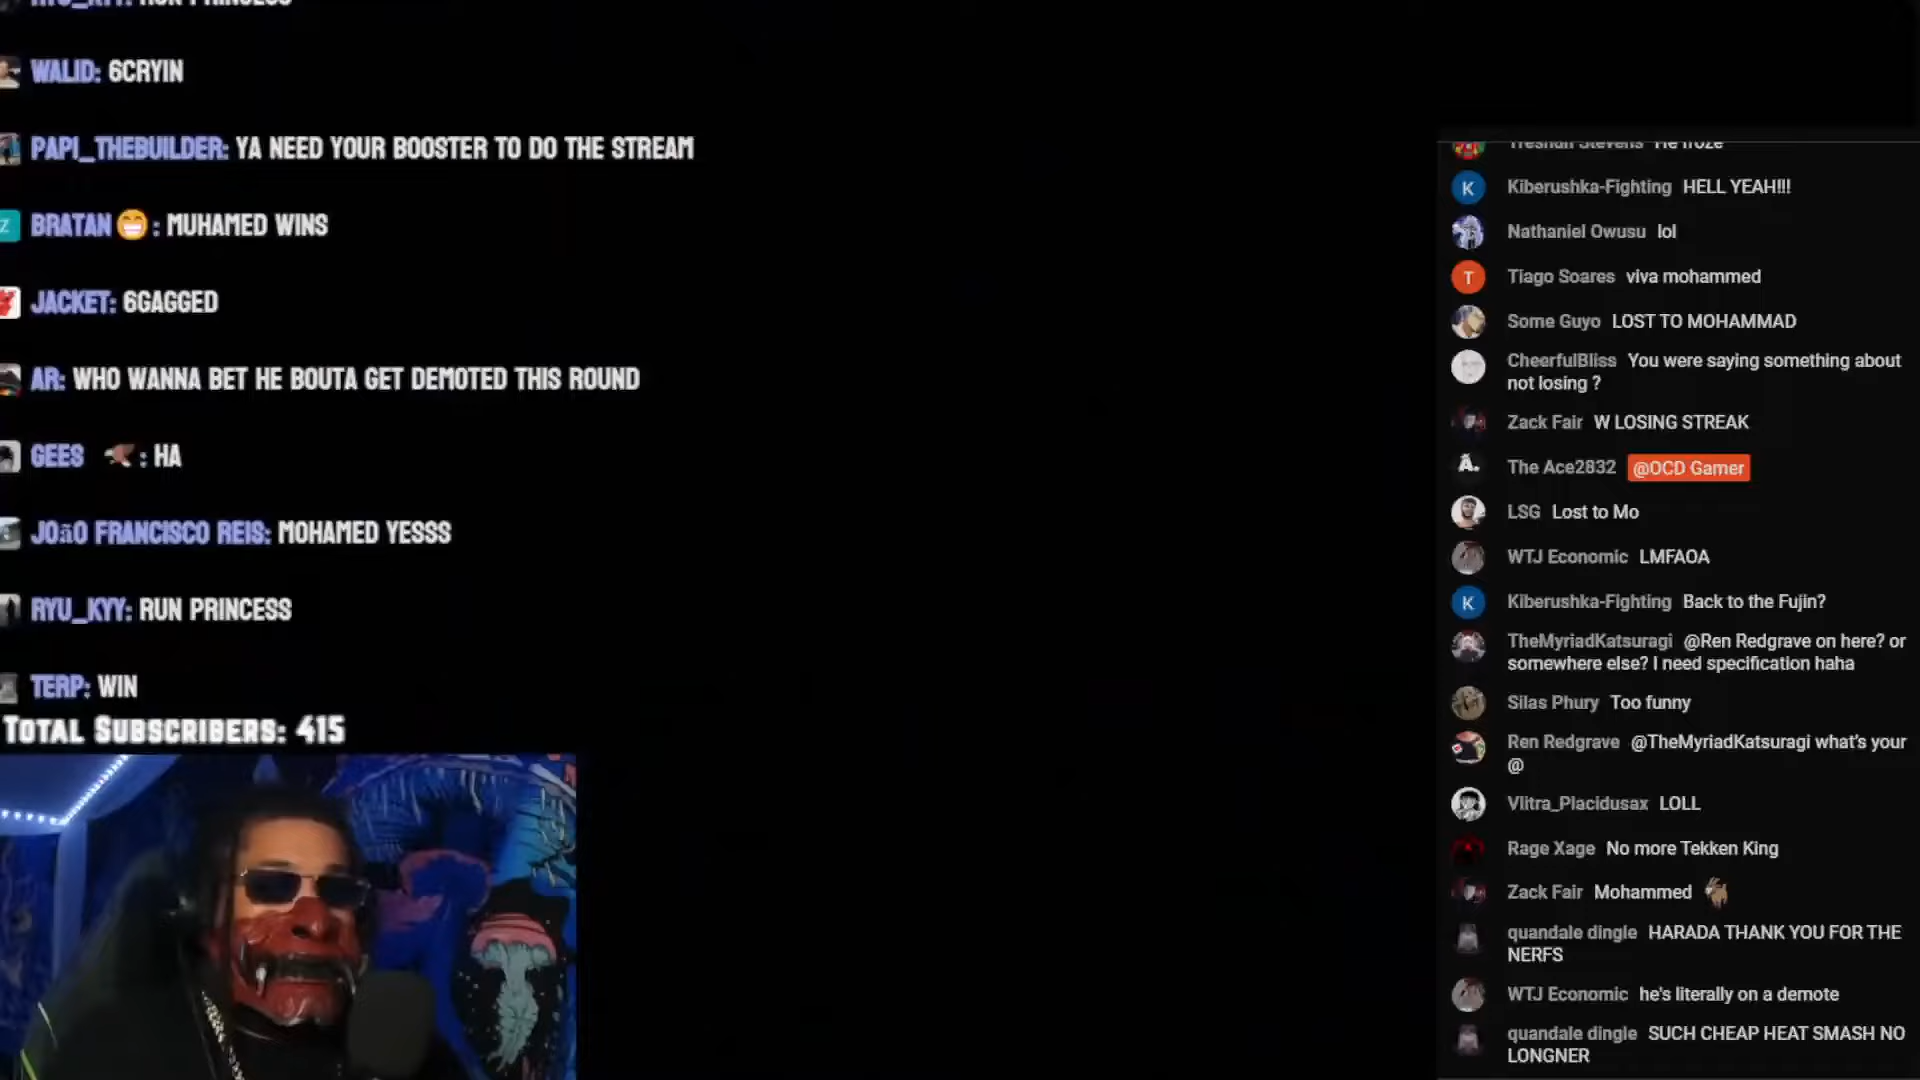 RYU_KYY: RUN PRINCESS
WALID: 6CRYIN
PAPI_THEBUILDER: YA NEED YOUR BOOSTER TO DO THE STREAM
BRATAN😁: MUHAMED WINS
JACKET: 6GAGGED
AR: WHO WANNA BET HE BOUTA GET DEMOTED THIS ROUND
GEES : HA
JOãO FRANCISCO REIS: MOHAMED YESSS
RYU_KYY: RUN PRINCESS
TERP: WIN
TOTAL SUBSCRIBERS: 415
Stevens He froze
K Kiberushka-Fighting HELL YEAH!!!
Nathaniel Owusu lol
T Tiago Soares viva mohammed
Some Guyo LOST TO MOHAMMAD
CheerfulBliss You were saying something about
not losing ?
Zack Fair W LOSING STREAK
A. The Ace2832 @OCD Gamer
LSG Lost to Mo
WTJ Economic LMFAOA
K Kiberushka-Fighting Back to the Fujin?
TheMyriadKatsuragi @Ren Redgrave on here? or
somewhere else? I need specification haha
Silas Phury Too funny
Ren Redgrave @TheMyriadKatsuragi what's your
@
Vlitra_Placidusax LOLL
Rage Xage No more Tekken King
Zack Fair Mohammed
quandale dingle HARADA THANK YOU FOR THE
NERFS
WTJ Economic he's literally on a demote
quandale dingle SUCH CHEAP HEAT SMASH NO
LONGNER